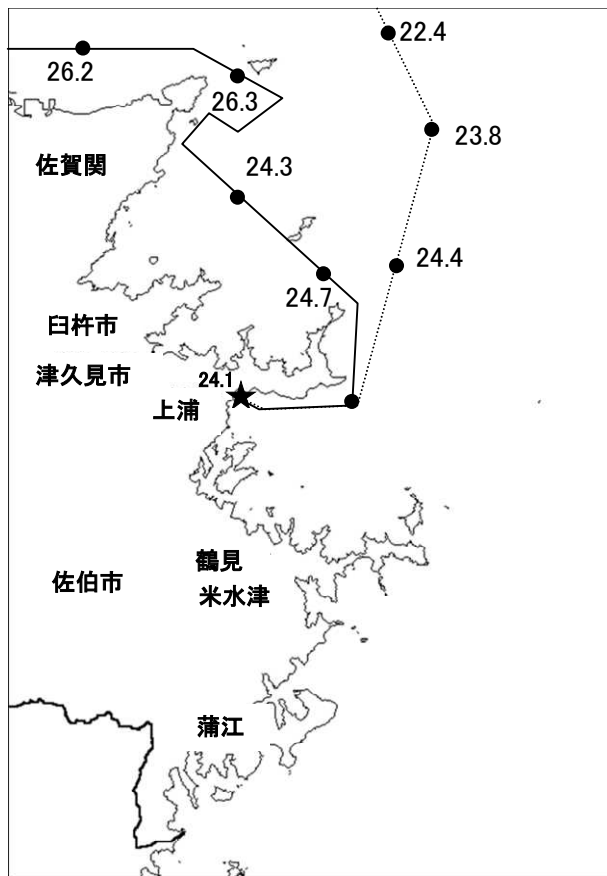 22.4
26.2
26.3
23.8
佐賀関
24.3
24.4
24.7
臼杵市
津久見市
24.1
上浦
鶴見
佐伯市
米水津
蒲江